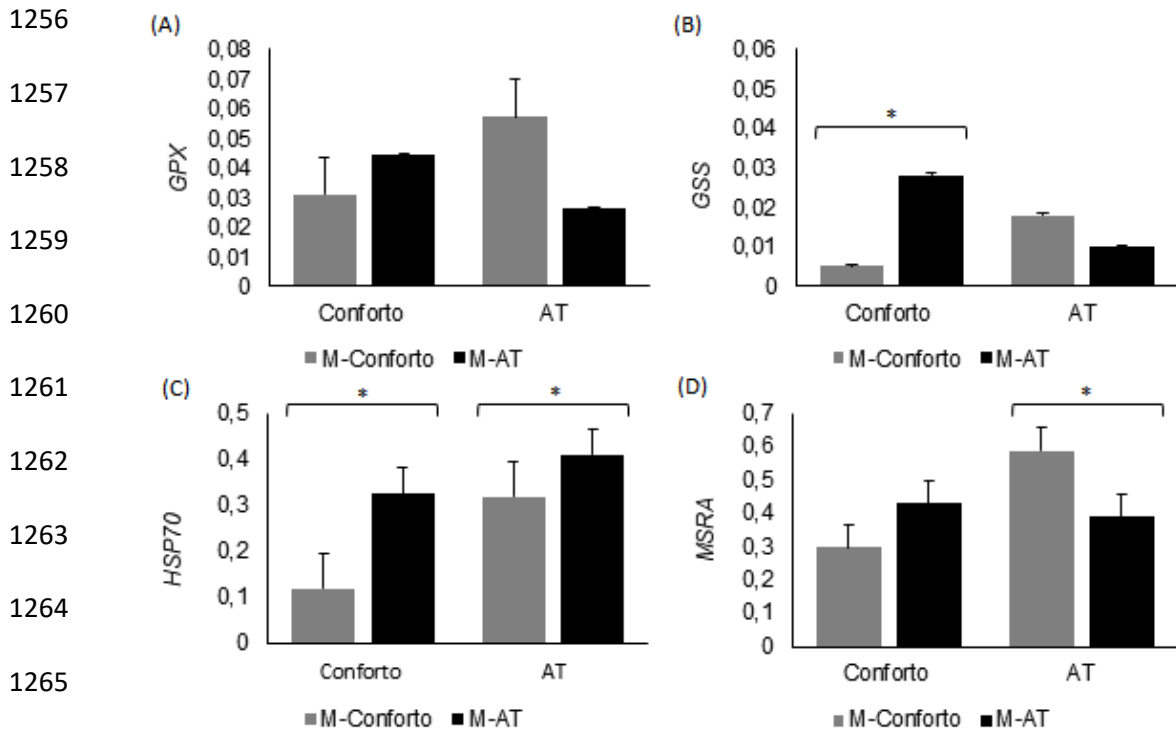 1256
1257
1258
1259
1260
1261
1262
1263
1264
1265
(A)
GPX
0,08
0,07
0,06
0,05
0,04
0,03
0,02
0,01
0
Conforto AT
M-Conforto M-AT
(B)
GSS
0,06
0,05
0,04
0,03
0,02
0,01
0
*
Conforto AT
M-Conforto M-AT
(C)
HSP70
0,5
0,4
0,3
0,2
0,1
0
* *
Conforto AT
M-Conforto M-AT
(D)
MSRA
0,7
0,6
0,5
0,4
0,3
0,2
0,1
0
*
Conforto AT
M-Conforto M-AT